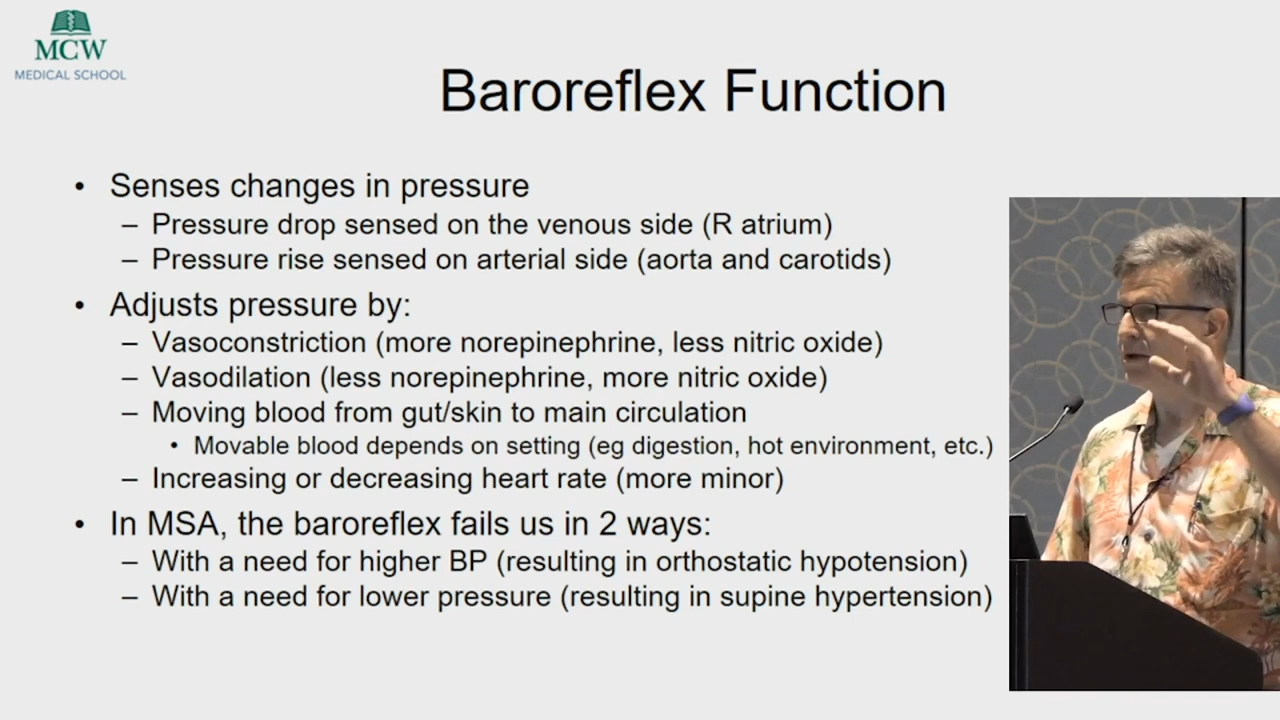 MCW
MEDICAL SCHOOL
Baroreflex Function
• Senses changes in pressure
– Pressure drop sensed on the venous side (R atrium)
– Pressure rise sensed on arterial side (aorta and carotids)
• Adjusts pressure by:
– Vasoconstriction (more norepinephrine, less nitric oxide)
– Vasodilation (less norepinephrine, more nitric oxide)
– Moving blood from gut/skin to main circulation
• Movable blood depends on setting (eg digestion, hot environment, etc.)
– Increasing or decreasing heart rate (more minor)
• In MSA, the baroreflex fails us in 2 ways:
– With a need for higher BP (resulting in orthostatic hypotension)
– With a need for lower pressure (resulting in supine hypertension)